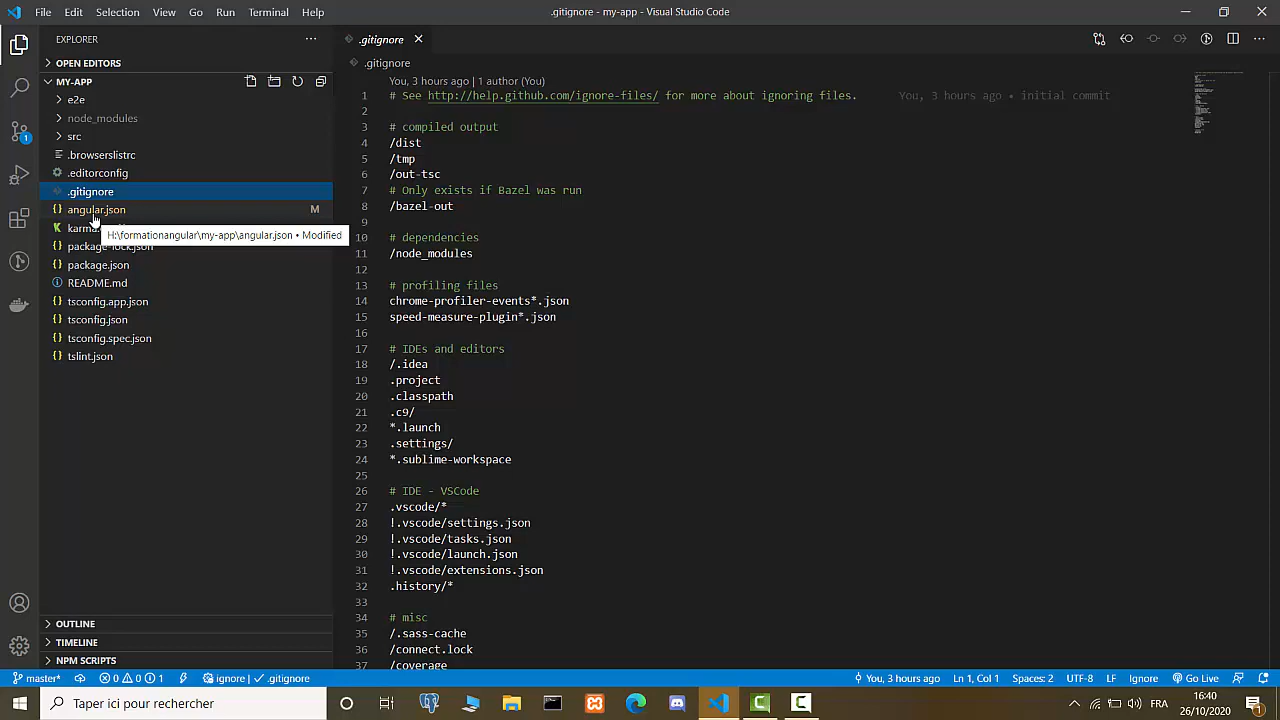 File Edit Selection View Go Run Terminal Help
.gitignore - my-app - Visual Studio Code
EXPLORER
OPEN EDITORS
MY-APP
e2e
node_modules
src
.browserslistrc
.editorconfig
.gitignore
angular.json M
karm
H:\formationangular\my-app\angular.json • Modified
package-lock.json
package.json
README.md
tsconfig.app.json
tsconfig.json
tsconfig.spec.json
tslint.json
OUTLINE
TIMELINE
NPM SCRIPTS
1
.gitignore
.gitignore
You, 3 hours ago | 1 author (You)
1 # See http://help.github.com/ignore-files/ for more about ignoring files. You, 3 hours ago • initial commit
2
3 # compiled output
4 /dist
5 /tmp
6 /out-tsc
7 # Only exists if Bazel was run
8 /bazel-out
9
10 # dependencies
11 /node_modules
12
13 # profiling files
14 chrome-profiler-events*.json
15 speed-measure-plugin*.json
16
17 # IDEs and editors
18 /.idea
19 .project
20 .classpath
21 .c9/
22 *.launch
23 .settings/
24 *.sublime-workspace
25
26 # IDE - VSCode
27 .vscode/*
28 !.vscode/settings.json
29 !.vscode/tasks.json
30 !.vscode/launch.json
31 !.vscode/extensions.json
32 .history/*
33
34 # misc
35 /.sass-cache
36 /connect.lock
37 /coverage
master* 0 0 1 ignore | .gitignore You, 3 hours ago Ln 1, Col 1 Spaces: 2 UTF-8 LF Ignore Go Live
Taper ici pour rechercher
FRA
16:40
26/10/2020